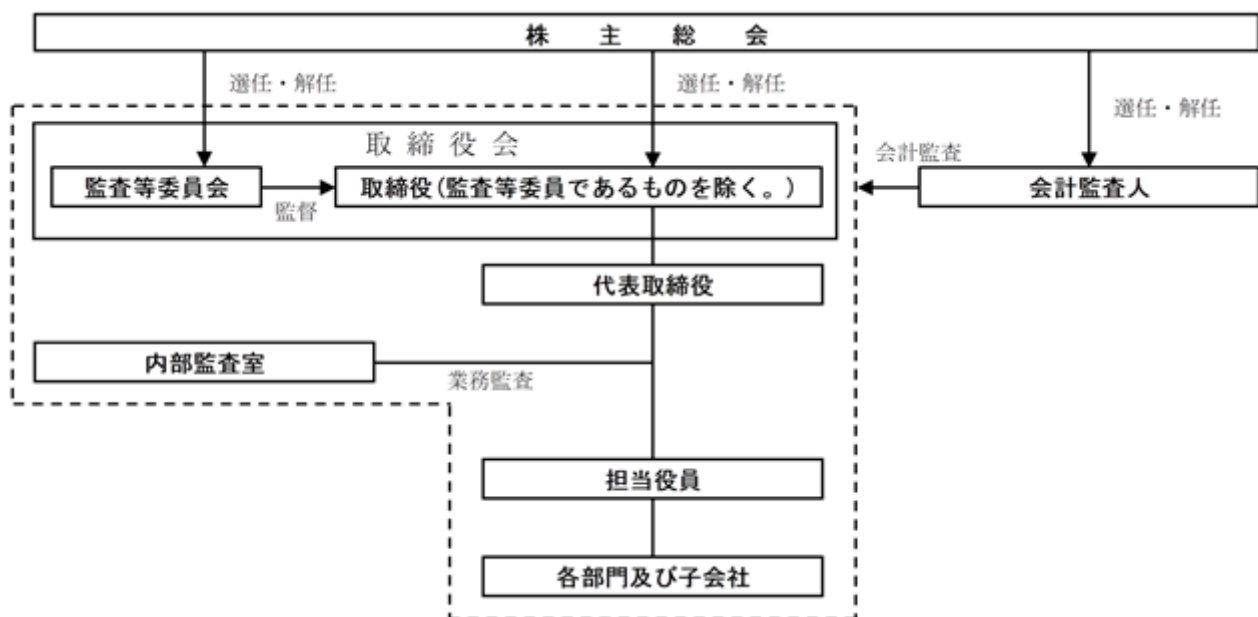 株主総会
選任・解任
選任・解任
選任・解任
取締役会
会計監査
監査等委員会
監督
取締役(監査等委員であるものを除く。)
会計監査人
代表取締役
内部監査室
業務監査
担当役員
各部門及び子会社